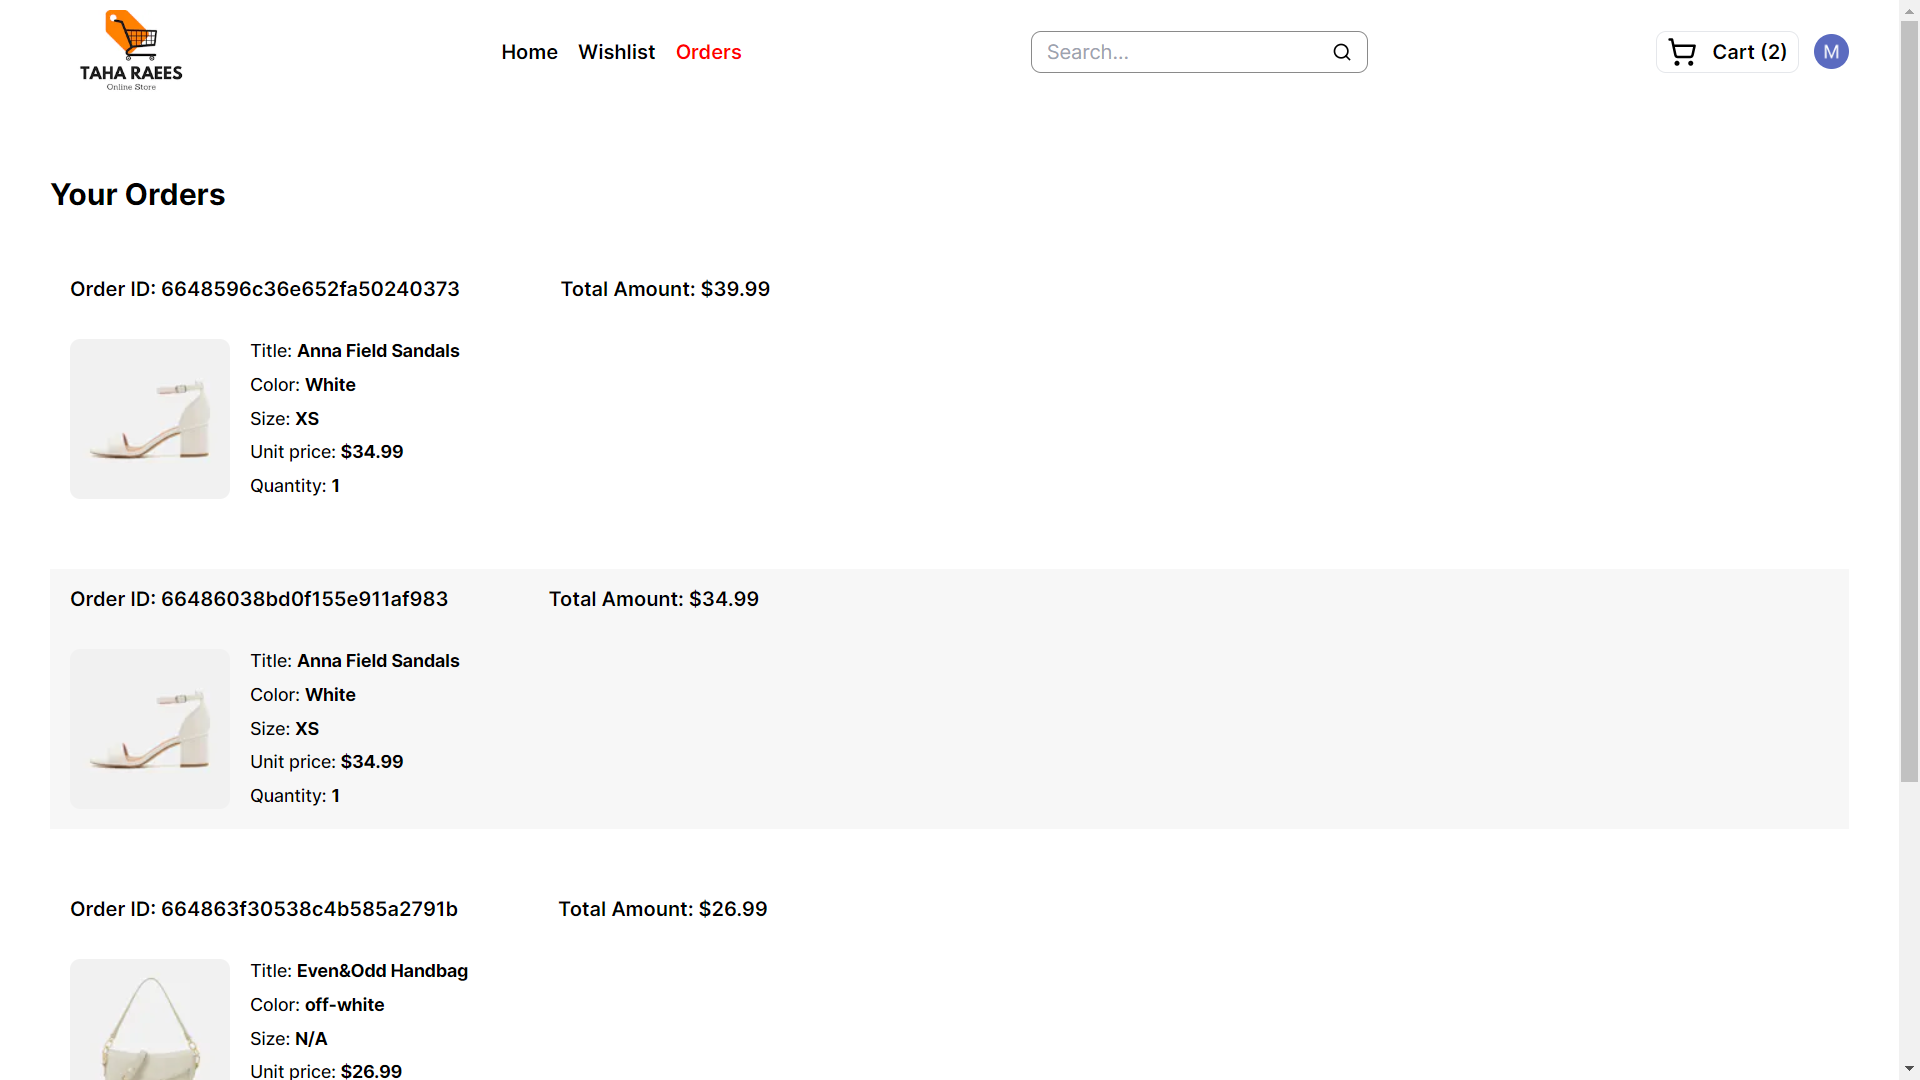 TAHA RAEES
Online Store
Home
Wishlist
Orders
Search...
Cart (2)
M
Your Orders
Order ID: 6648596c36e652fa50240373
Total Amount: $39.99
Title: Anna Field Sandals
Color: White
Size: XS
Unit price: $34.99
Quantity: 1
Order ID: 66486038bd0f155e911af983
Total Amount: $34.99
Title: Anna Field Sandals
Color: White
Size: XS
Unit price: $34.99
Quantity: 1
Order ID: 664863f30538c4b585a2791b
Total Amount: $26.99
Title: Even&Odd Handbag
Color: off-white
Size: N/A
Unit price: $26.99